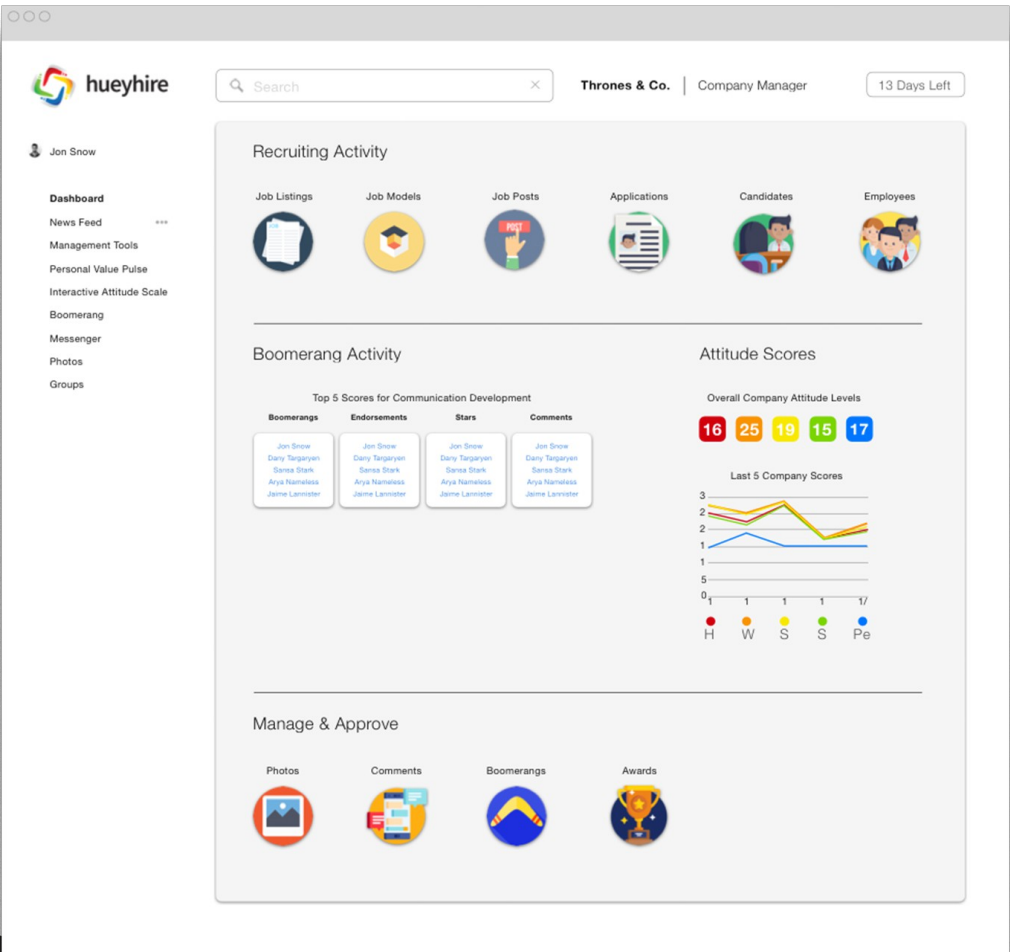 hueyhire
Search
Thrones & Co. | Company Manager
13 Days Left
Jon Snow
Dashboard
News Feed
Management Tools
Personal Value Pulse
Interactive Attitude Scale
Boomerang
Messenger
Photos
Groups
Recruiting Activity
Job Listings Job Models Job Posts Applications Candidates Employees
POST
Boomerang Activity
Top 5 Scores for Communication Development
Boomerangs Endorsements Stars Comments
Jon Snow Jon Snow Jon Snow Jon Snow
Dany Targaryen Dany Targaryen Dany Targaryen Dany Targaryen
Sansa Stark Sansa Stark Sansa Stark Sansa Stark
Arya Nameless Arya Nameless Arya Nameless Arya Nameless
Jaime Lannister Jaime Lannister Jaime Lannister Jaime Lannister
Attitude Scores
Overall Company Attitude Levels
16 25 19 15 17
Last 5 Company Scores
3
2
2
1
1
5
0
1 1 1 1 1/
H W S S Pe
Manage & Approve
Photos Comments Boomerangs Awards